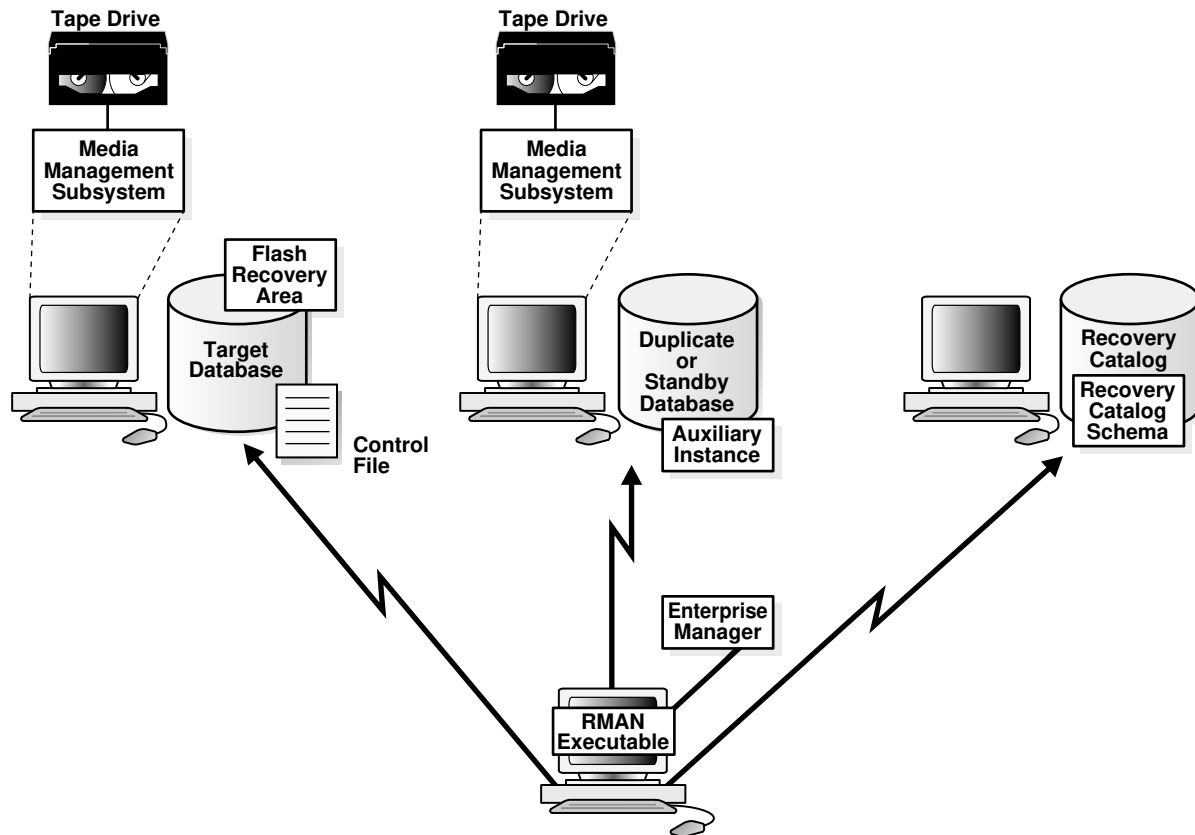 Tape Drive
Tape Drive
Media
Management
Subsystem
Media
Management
Subsystem
Flash
Recovery
Area
Target
Database
Control
File
Duplicate
or
Standby
Database
Auxiliary
Instance
Recovery
Catalog
Recovery
Catalog
Schema
Enterprise
Manager
RMAN
Executable